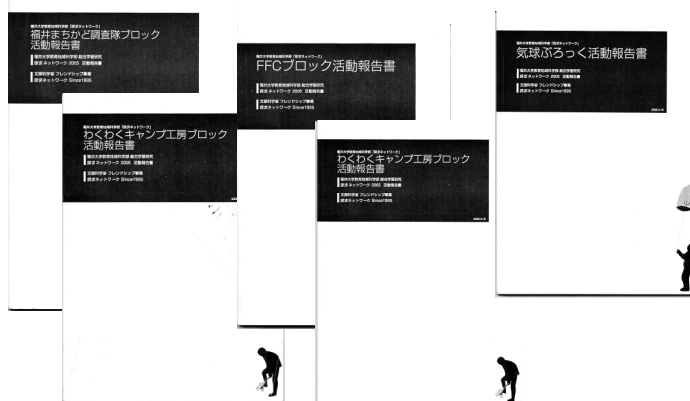 福井大学教育地域科学部「探求ネットワーク」
福井まちかど調査隊ブロック
活動報告書
福井大学教育地域科学部 総合学習研究
探求ネットワーク 2005 活動報告書
文部科学省 フレンドシップ事業
探求ネットワーク Since1995
福井大学教育地域科学部「探求ネットワーク」
わくわくキャンプ工房ブロック
活動報告書
福井大学教育地域科学部 総合学習研究
探求ネットワーク 2005 活動報告書
文部科学省 フレンドシップ事業
探求ネットワーク Since1995
福井大学教育地域科学部「探求ネットワーク」
FFCブロック活動報告書
福井大学教育地域科学部 総合学習研究
探求ネットワーク 2005 活動報告書
文部科学省 フレンドシップ事業
探求ネットワーク Since1995
福井大学教育地域科学部「探求ネットワーク」
わくわくキャンプ工房ブロック
活動報告書
福井大学教育地域科学部 総合学習研究
探求ネットワーク 2005 活動報告書
文部科学省 フレンドシップ事業
探求ネットワーク Since1995
福井大学教育地域科学部「探求ネットワーク」
気球ぶろっく活動報告書
福井大学教育地域科学部 総合学習研究
探求ネットワーク 2005 活動報告書
文部科学省 フレンドシップ事業
探求ネットワーク Since1995